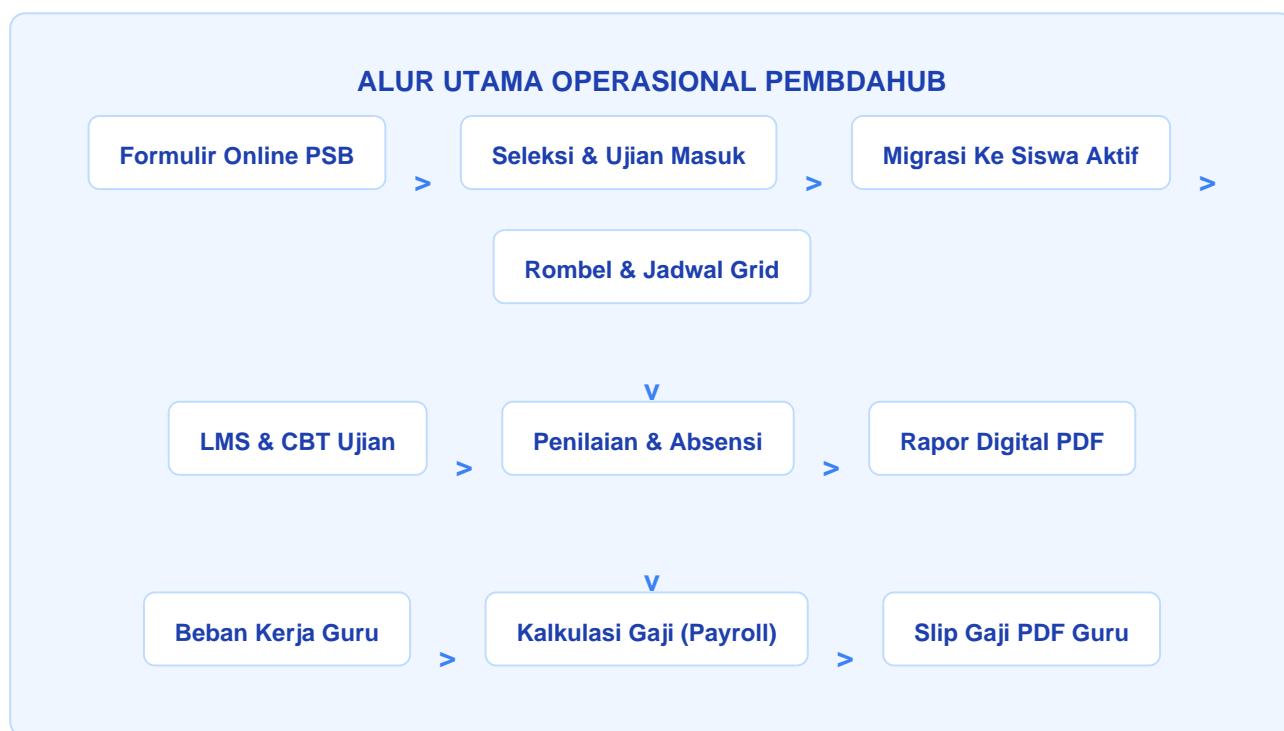 ALUR UTAMA OPERASIONAL PEMBDAHUB
Formulir Online PSB > Seleksi & Ujian Masuk > Migrasi Ke Siswa Aktif >
Rombel & Jadwal Grid
v
LMS & CBT Ujian > Penilaian & Absensi > Rapor Digital PDF
v
Beban Kerja Guru > Kalkulasi Gaji (Payroll) > Slip Gaji PDF Guru